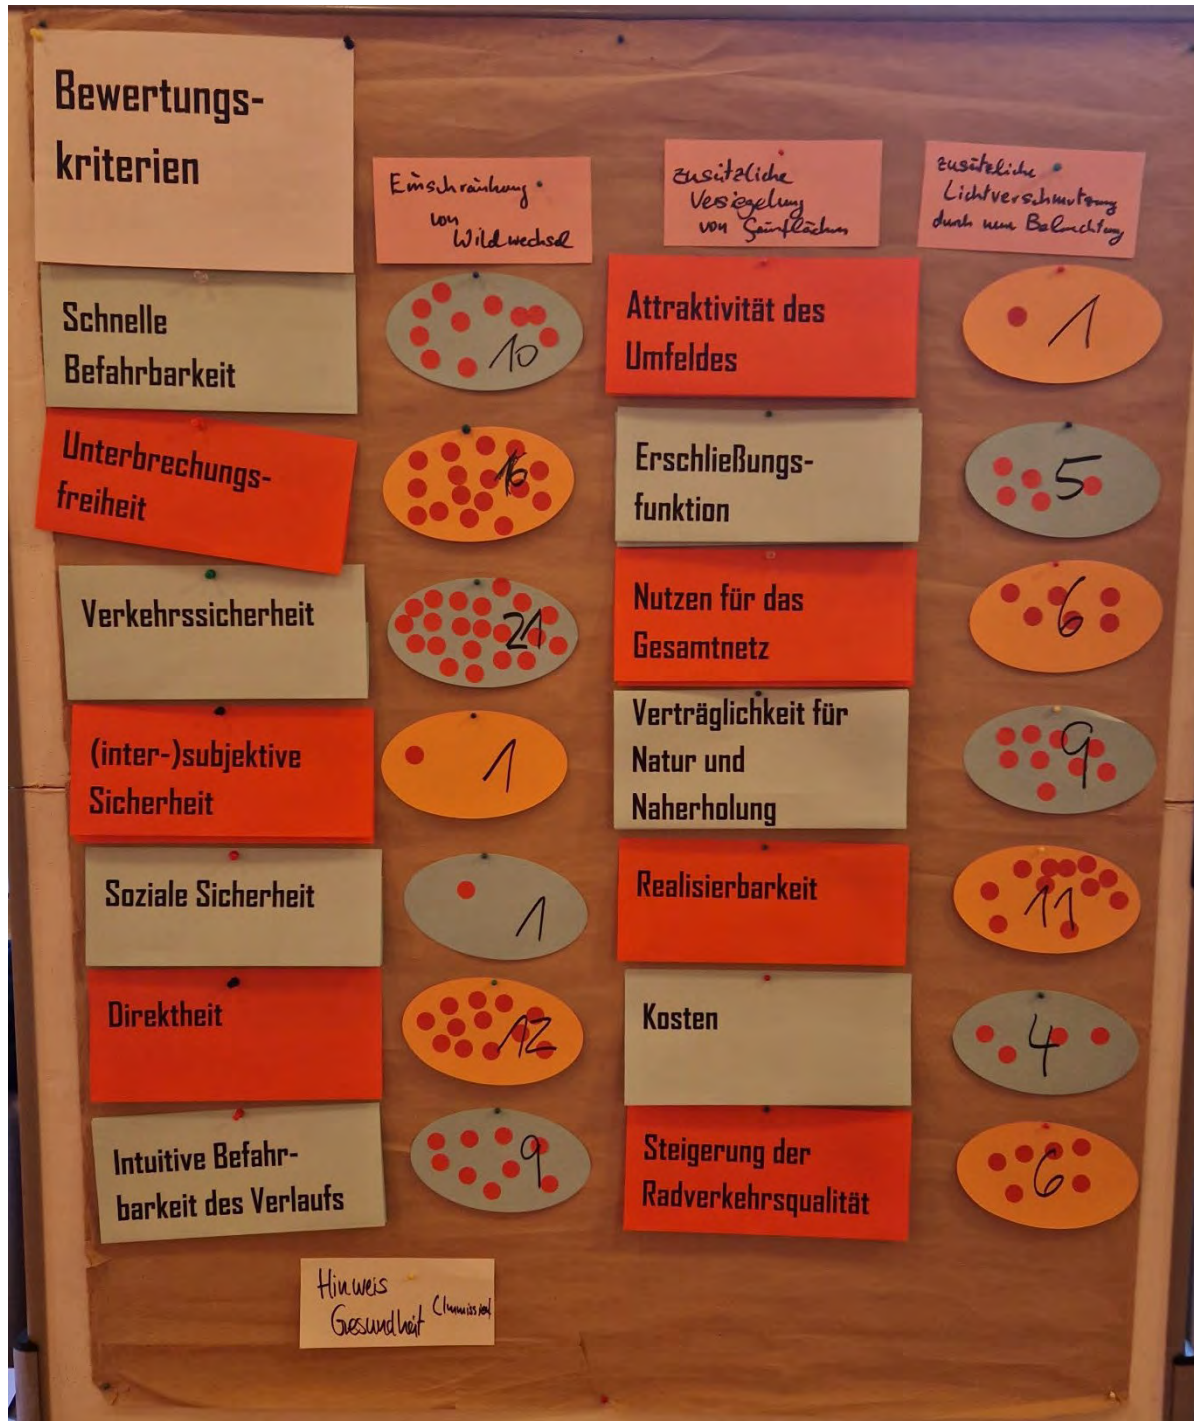 Bewertungs-
kriterien
Einschränkung
von
Wildwechsel
zusätzliche
Versiegelung
von Grünflächen
zusätzliche
Lichtverschmutzung
durch neue Beleuchtung
Schnelle
Befahrbarkeit
10
Attraktivität des
Umfeldes
1
Unterbrechungs-
freiheit
16
Erschließungs-
funktion
5
Verkehrssicherheit
21
Nutzen für das
Gesamtnetz
6
(inter-)subjektive
Sicherheit
1
Verträglichkeit für
Natur und
Naherholung
9
Soziale Sicherheit
1
Realisierbarkeit
11
Direktheit
12
Kosten
4
Intuitive Befahr-
barkeit des Verlaufs
9
Steigerung der
Radverkehrsqualität
6
Hinweis
Gesundheit